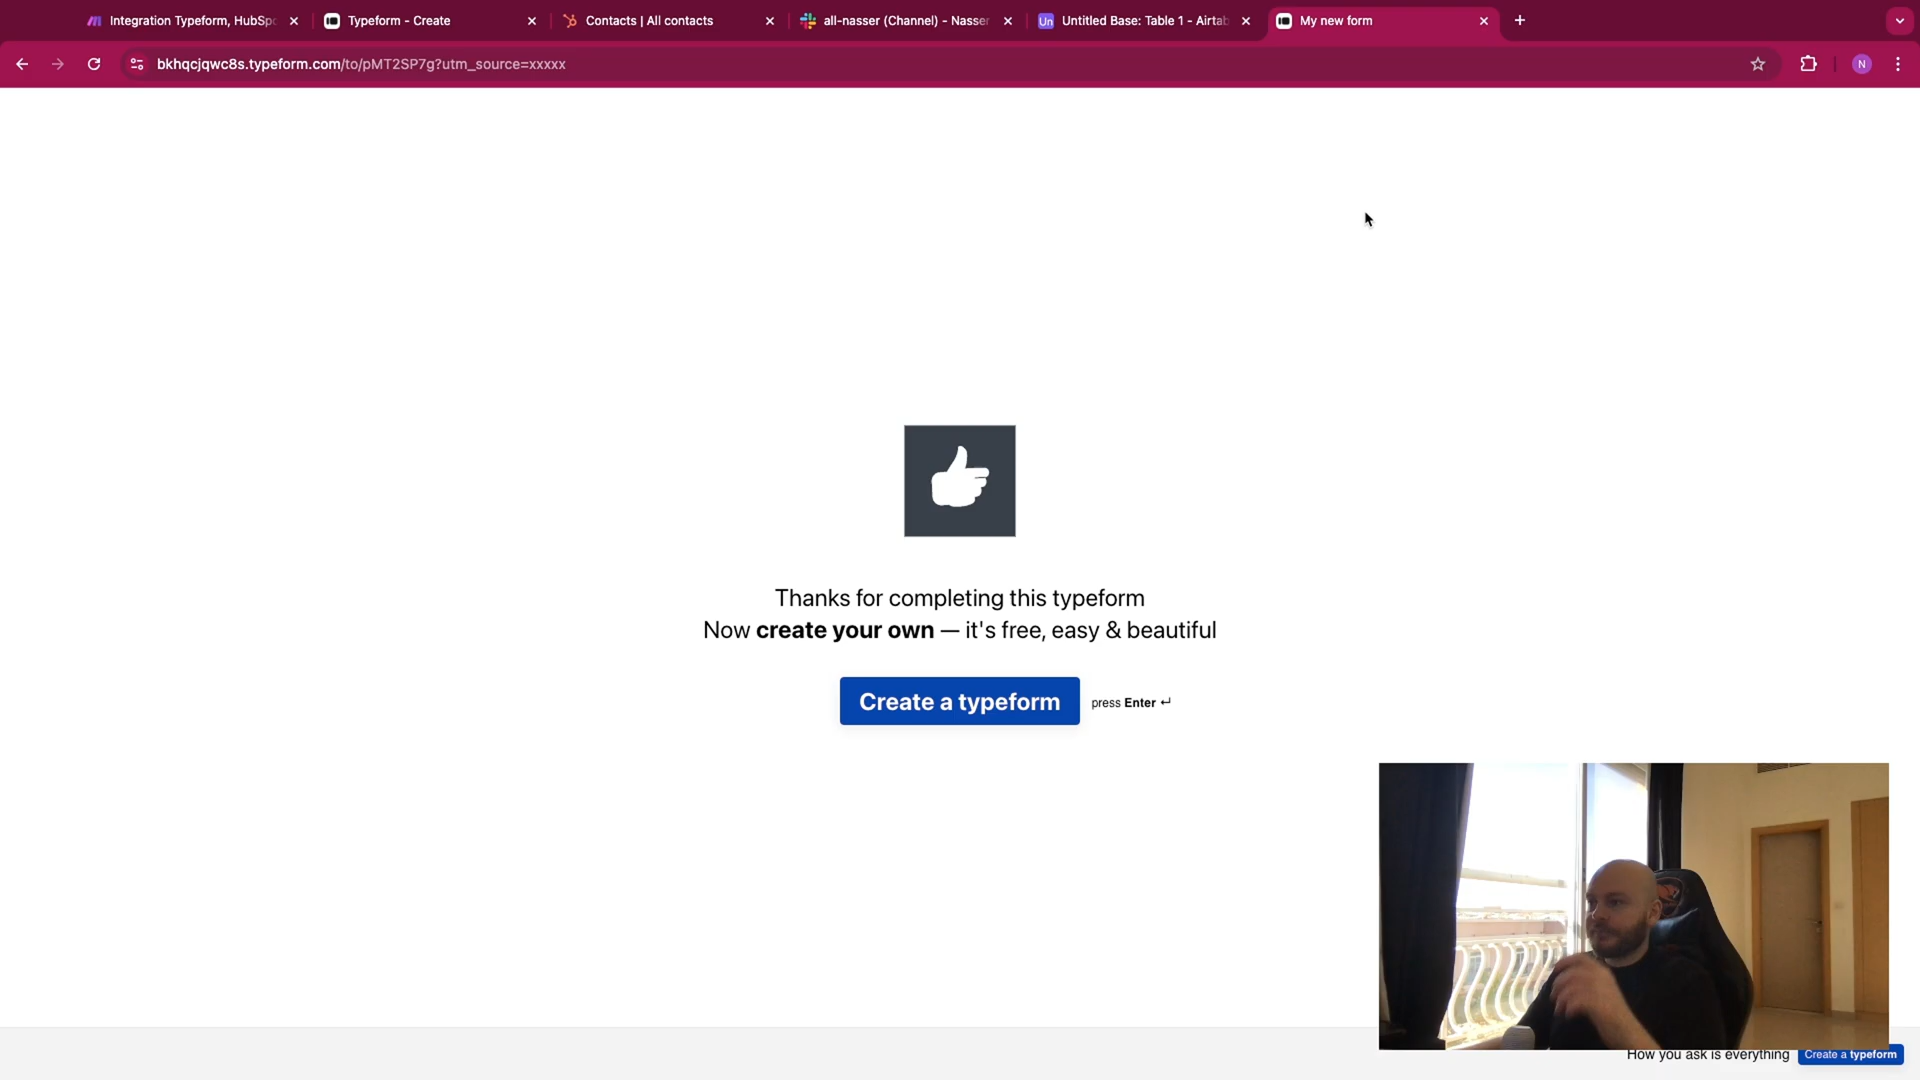 Integration Typeform, HubSpo
Typeform - Create
Contacts | All contacts
all-nasser (Channel) - Nasser
Un
Untitled Base: Table 1 - Airtab
My new form
bkhqcjqwc8s.typeform.com/to/pMT2SP7g?utm_source=xxxxx
N
Thanks for completing this typeform
Now create your own — it's free, easy & beautiful
Create a typeform
press Enter ↵
How you ask is everything
Create a typeform